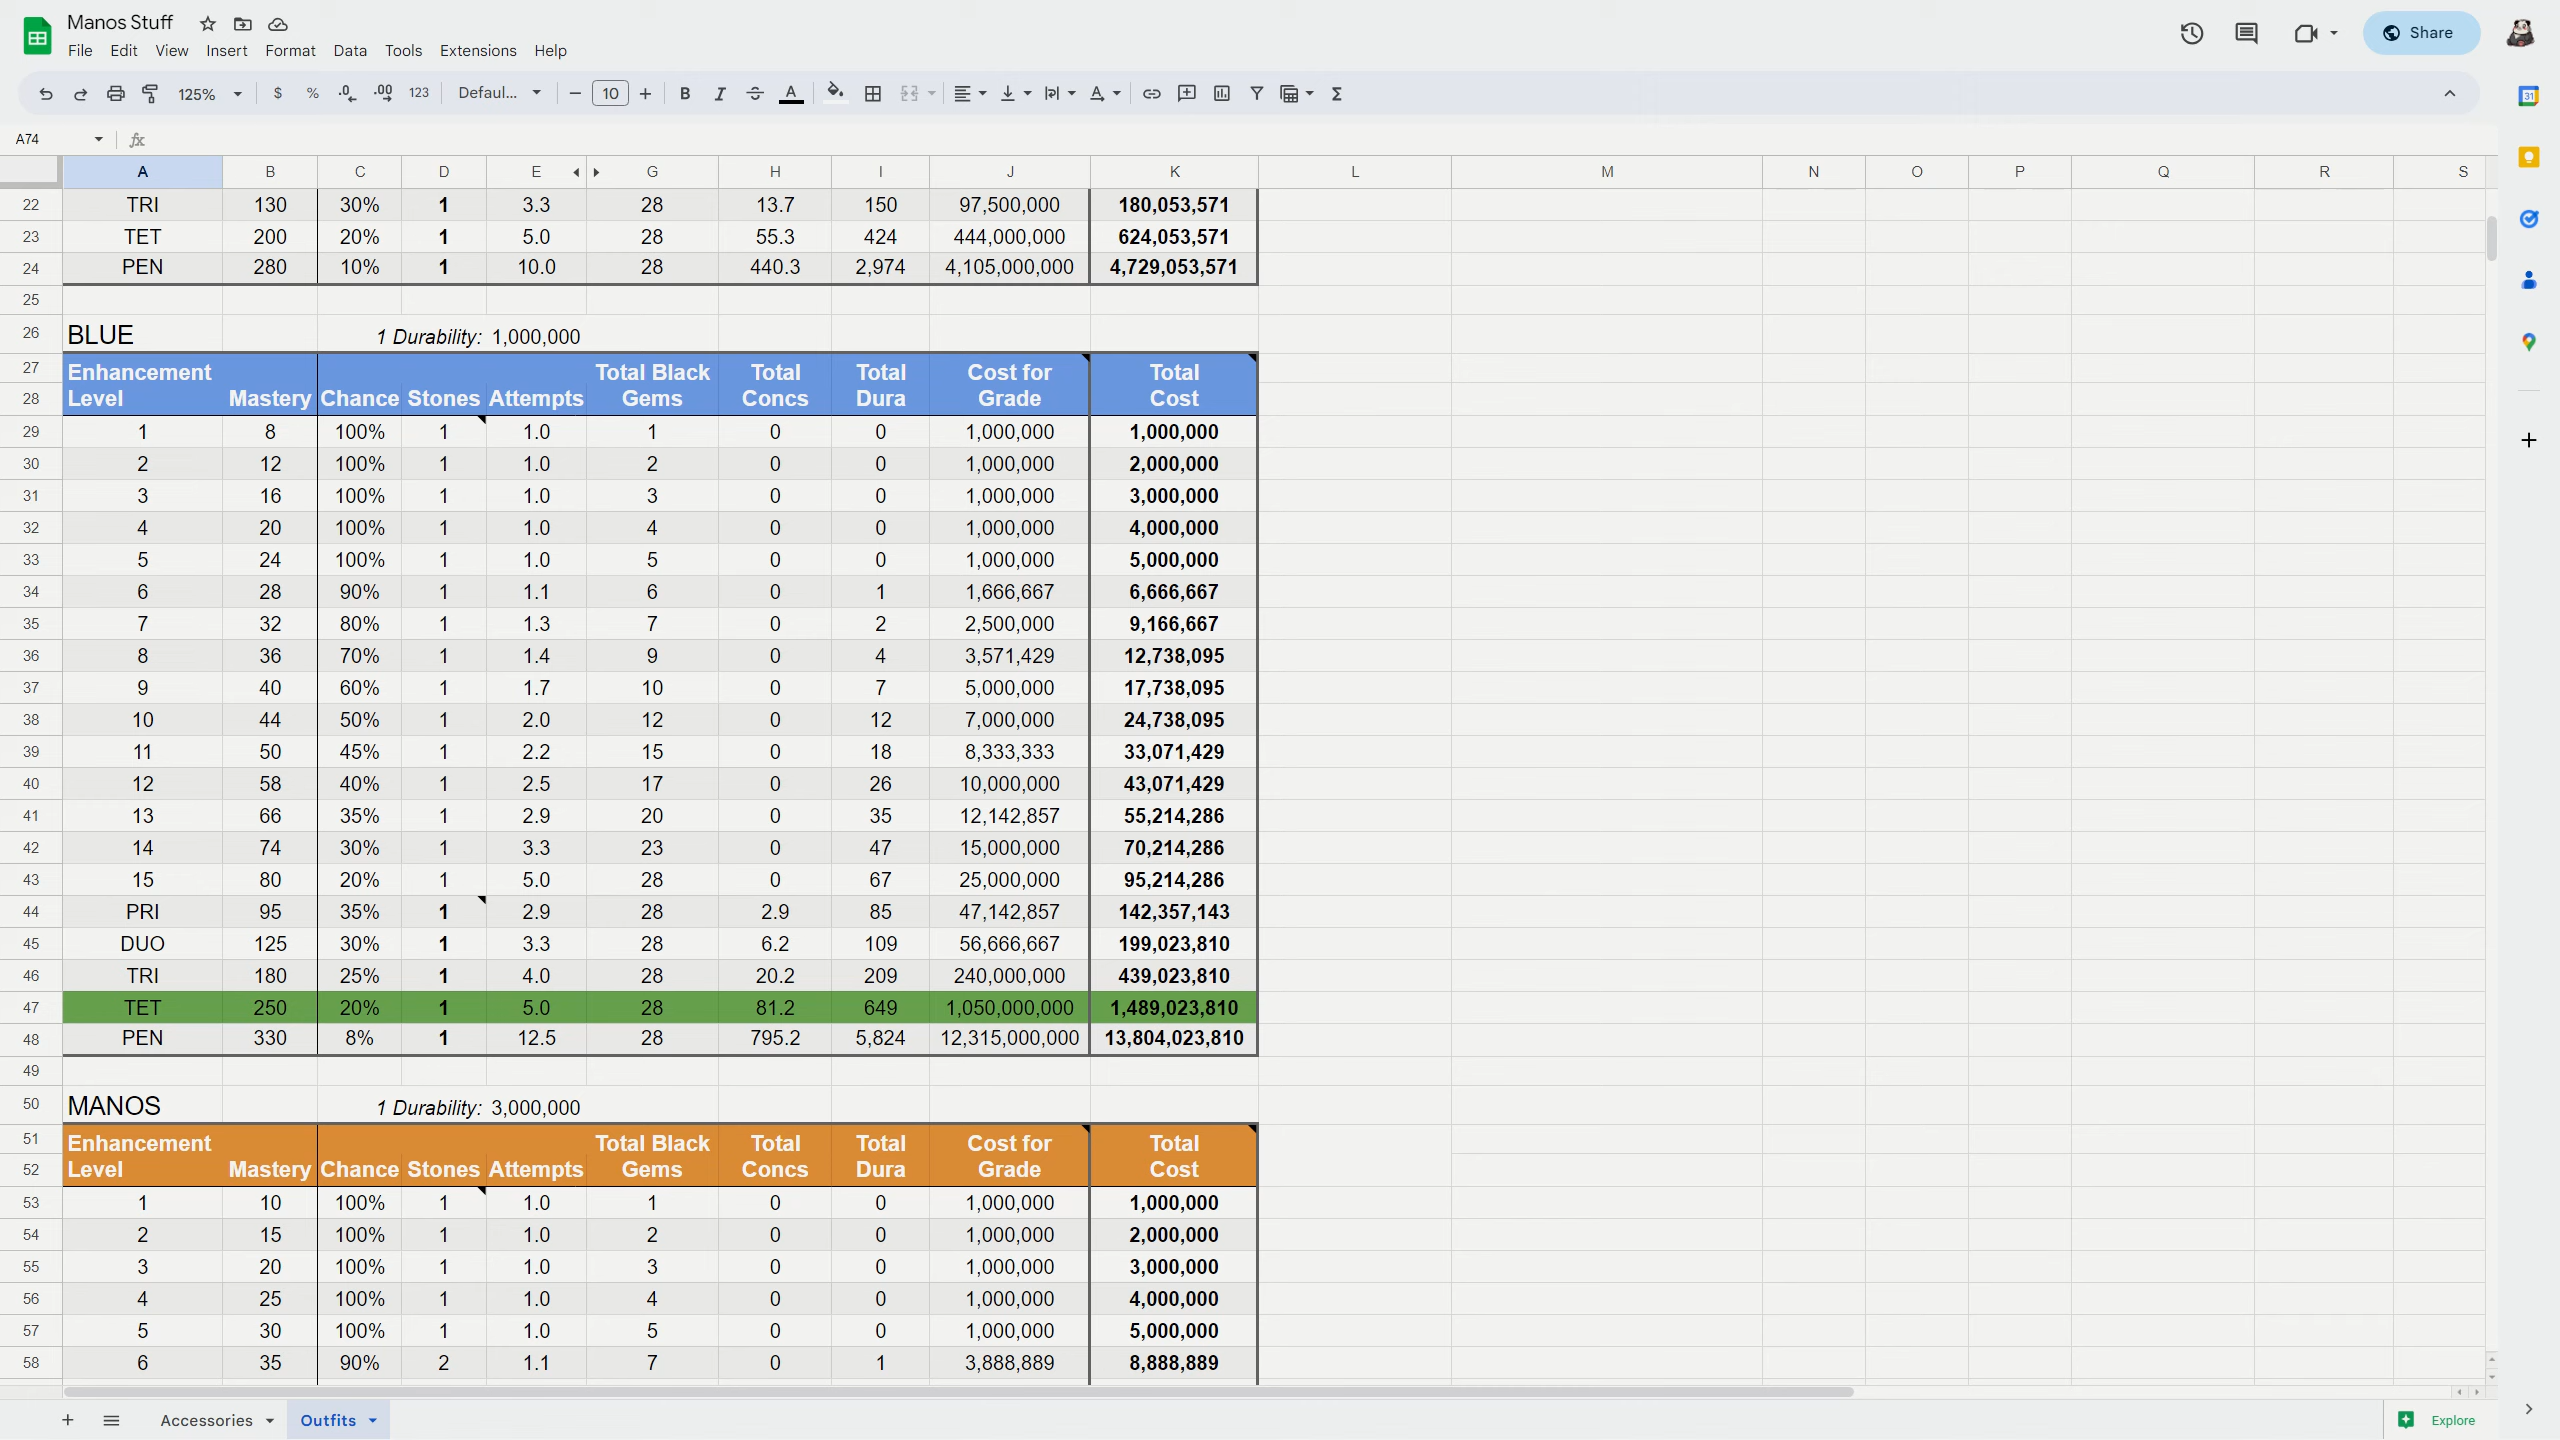 Manos Stuff
File Edit View Insert Format Data Tools Extensions Help
Share
125% $ % .0 .00 123 Defaul... − 10 + B I A Σ
A74 fx
A B C D E G H I J K L M N O P Q R S
22 TRI 130 30% 1 3.3 28 13.7 150 97,500,000 180,053,571
23 TET 200 20% 1 5.0 28 55.3 424 444,000,000 624,053,571
24 PEN 280 10% 1 10.0 28 440.3 2,974 4,105,000,000 4,729,053,571
25
26 BLUE 1 Durability: 1,000,000
27 Enhancement Total Black Total Total Cost for Total
28 Level Mastery Chance Stones Attempts Gems Concs Dura Grade Cost
29 1 8 100% 1 1.0 1 0 0 1,000,000 1,000,000
30 2 12 100% 1 1.0 2 0 0 1,000,000 2,000,000
31 3 16 100% 1 1.0 3 0 0 1,000,000 3,000,000
32 4 20 100% 1 1.0 4 0 0 1,000,000 4,000,000
33 5 24 100% 1 1.0 5 0 0 1,000,000 5,000,000
34 6 28 90% 1 1.1 6 0 1 1,666,667 6,666,667
35 7 32 80% 1 1.3 7 0 2 2,500,000 9,166,667
36 8 36 70% 1 1.4 9 0 4 3,571,429 12,738,095
37 9 40 60% 1 1.7 10 0 7 5,000,000 17,738,095
38 10 44 50% 1 2.0 12 0 12 7,000,000 24,738,095
39 11 50 45% 1 2.2 15 0 18 8,333,333 33,071,429
40 12 58 40% 1 2.5 17 0 26 10,000,000 43,071,429
41 13 66 35% 1 2.9 20 0 35 12,142,857 55,214,286
42 14 74 30% 1 3.3 23 0 47 15,000,000 70,214,286
43 15 80 20% 1 5.0 28 0 67 25,000,000 95,214,286
44 PRI 95 35% 1 2.9 28 2.9 85 47,142,857 142,357,143
45 DUO 125 30% 1 3.3 28 6.2 109 56,666,667 199,023,810
46 TRI 180 25% 1 4.0 28 20.2 209 240,000,000 439,023,810
47 TET 250 20% 1 5.0 28 81.2 649 1,050,000,000 1,489,023,810
48 PEN 330 8% 1 12.5 28 795.2 5,824 12,315,000,000 13,804,023,810
49
50 MANOS 1 Durability: 3,000,000
51 Enhancement Total Black Total Total Cost for Total
52 Level Mastery Chance Stones Attempts Gems Concs Dura Grade Cost
53 1 10 100% 1 1.0 1 0 0 1,000,000 1,000,000
54 2 15 100% 1 1.0 2 0 0 1,000,000 2,000,000
55 3 20 100% 1 1.0 3 0 0 1,000,000 3,000,000
56 4 25 100% 1 1.0 4 0 0 1,000,000 4,000,000
57 5 30 100% 1 1.0 5 0 0 1,000,000 5,000,000
58 6 35 90% 2 1.1 7 0 1 3,888,889 8,888,889
+ Accessories Outfits Explore
31